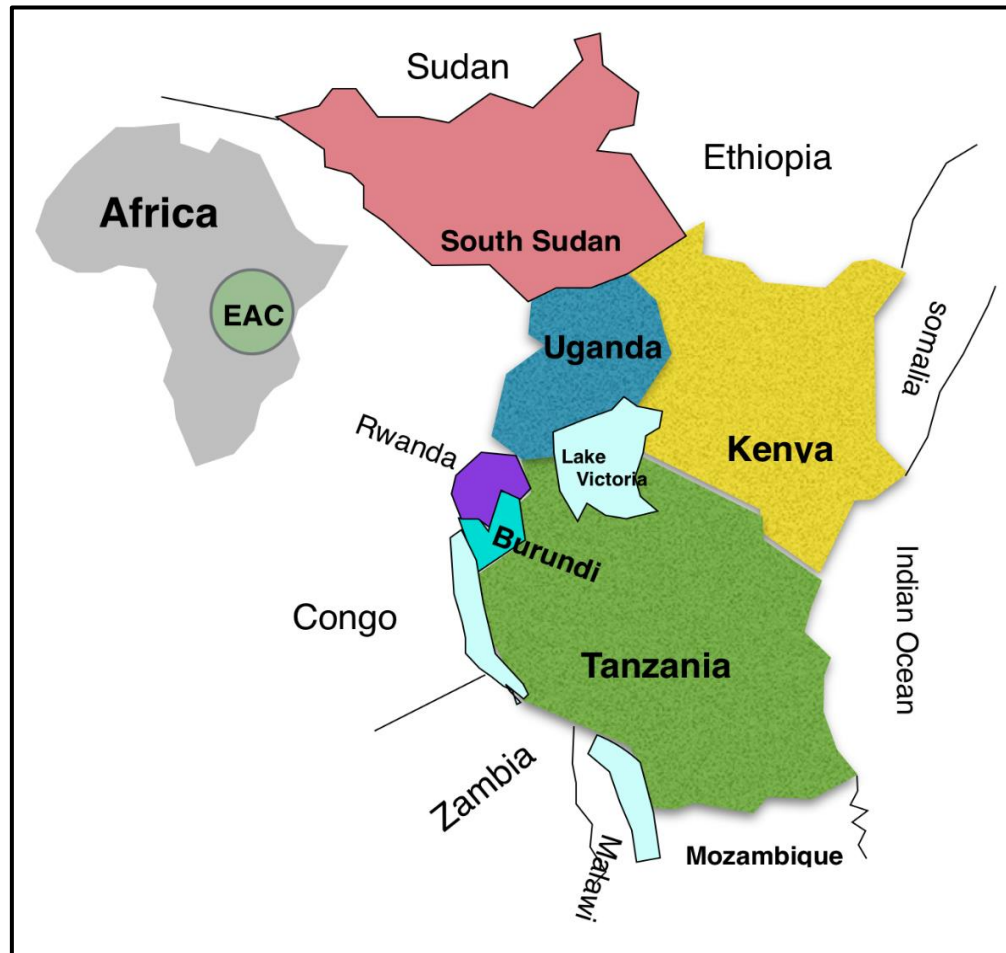 Sudan
Ethiopia
Africa
South Sudan
EAC
somalia
Uganda
Rwanda
Kenya
Lake
Victoria
Burundi
Indian Ocean
Congo
Tanzania
Zambia
Malawi
Mozambique